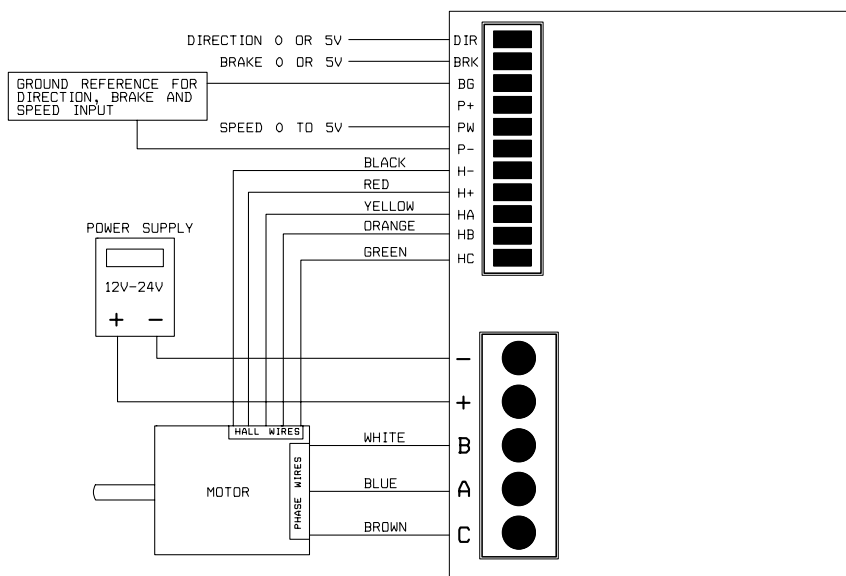 DIRECTION 0 OR 5V
DIR
BRAKE 0 OR 5V
BRK
GROUND REFERENCE FOR
DIRECTION, BRAKE AND
SPEED INPUT
BG
P+
SPEED 0 TO 5V
PW
P-
BLACK
H-
RED
H+
YELLOW
HA
ORANGE
HB
GREEN
HC
POWER SUPPLY
12V-24V
+ -
-
+
HALL WIRES
WHITE
B
PHASE WIRES
MOTOR
BLUE
A
BROWN
C